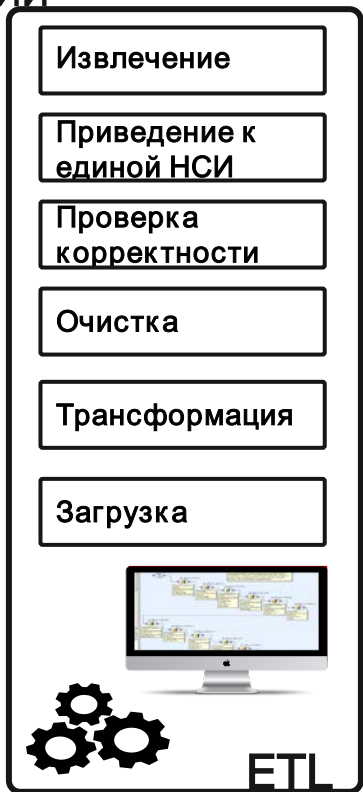 Извлечение
Приведение к
единой НСИ
Проверка
корректности
Очистка
Трансформация
Загрузка
ETL